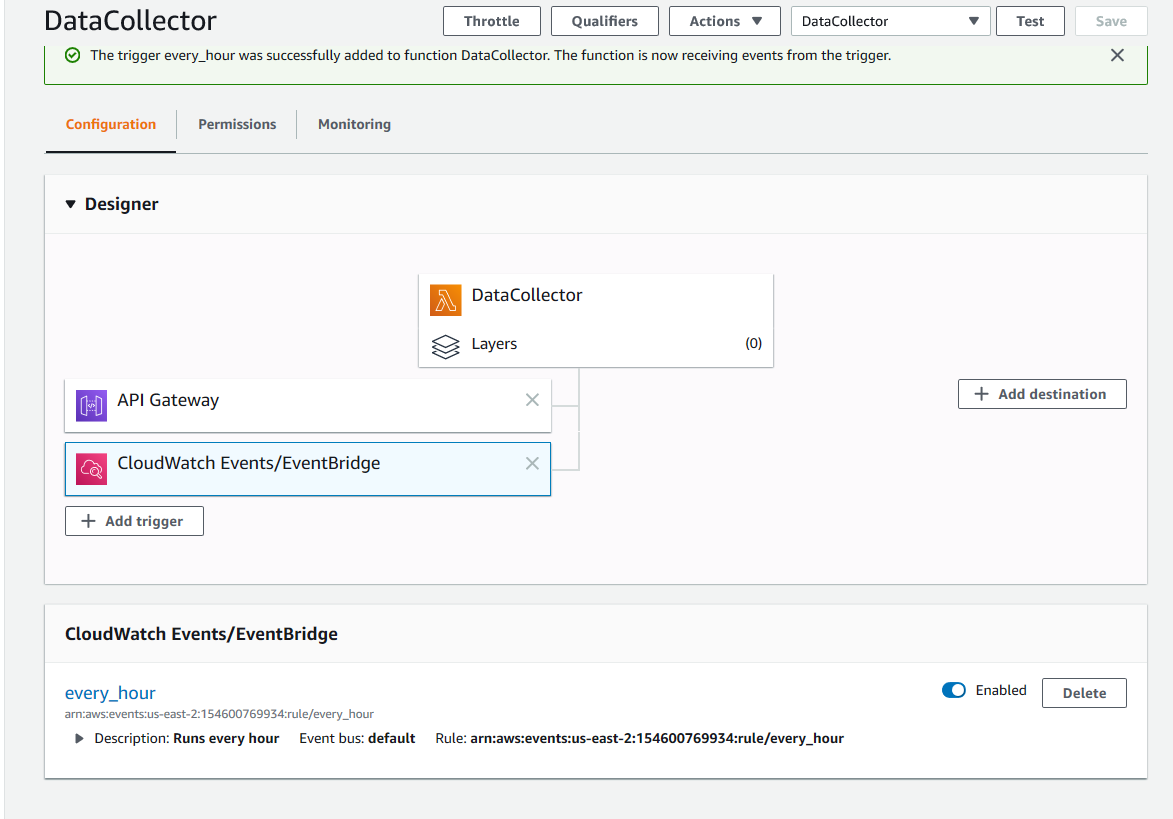 DataCollector
Throttle
Qualifiers
Actions
DataCollector
Test
Save
The trigger every_hour was successfully added to function DataCollector. The function is now receiving events from the trigger.
Configuration
Permissions
Monitoring
Designer
DataCollector
Layers
(0)
API Gateway
Add destination
CloudWatch Events/EventBridge
Add trigger
CloudWatch Events/EventBridge
every_hour
Enabled
Delete
arn:aws:events:us-east-2:154600769934:rule/every_hour
Description: Runs every hour Event bus: default Rule: arn:aws:events:us-east-2:154600769934:rule/every_hour